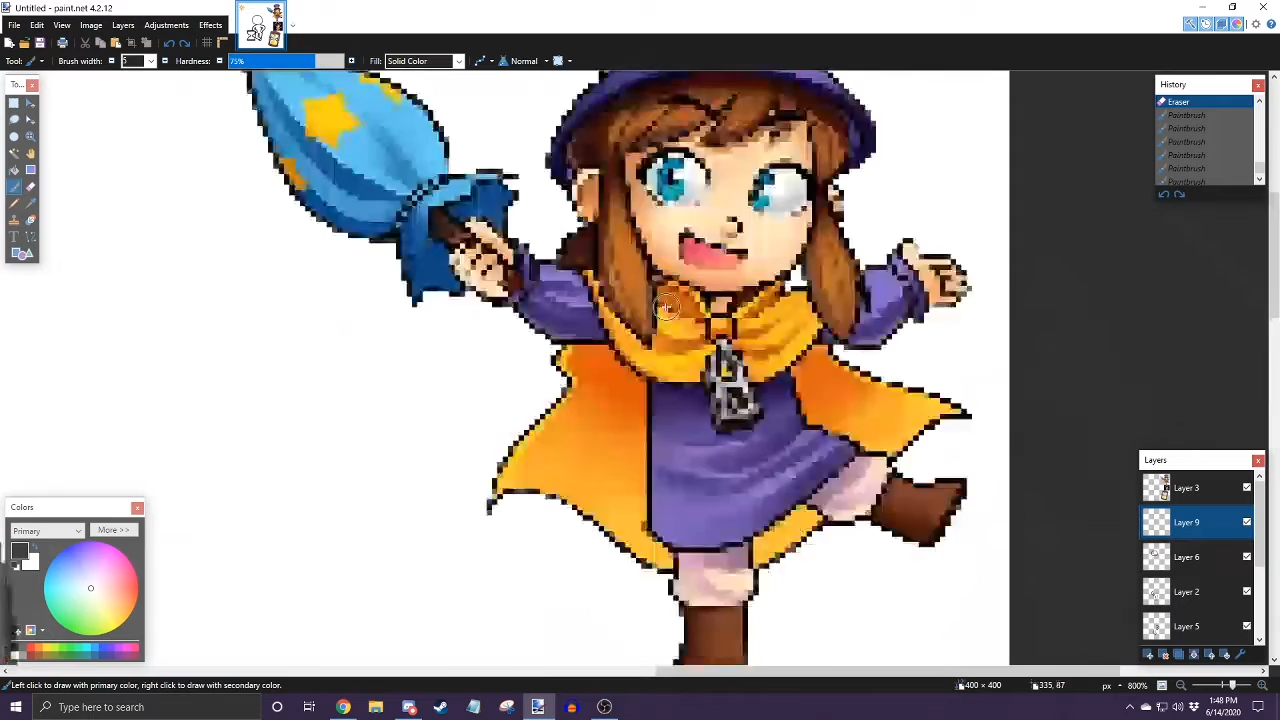 Untitled - paint.net 4.2.12
File Edit View Image Layers Adjustments Effects
Tool: Brush width: 5 Hardness: 75% Fill: Solid Color Normal
To...
History
Eraser
Paintbrush
Paintbrush
Paintbrush
Paintbrush
Paintbrush
Paintbrush
Layers
Layer 3
Layer 9
Layer 6
Layer 2
Layer 5
Colors
Primary More >>
Left click to draw with primary color, right click to draw with secondary color. 400 × 400 335, 87 px 800%
Type here to search 1:48 PM
6/14/2020